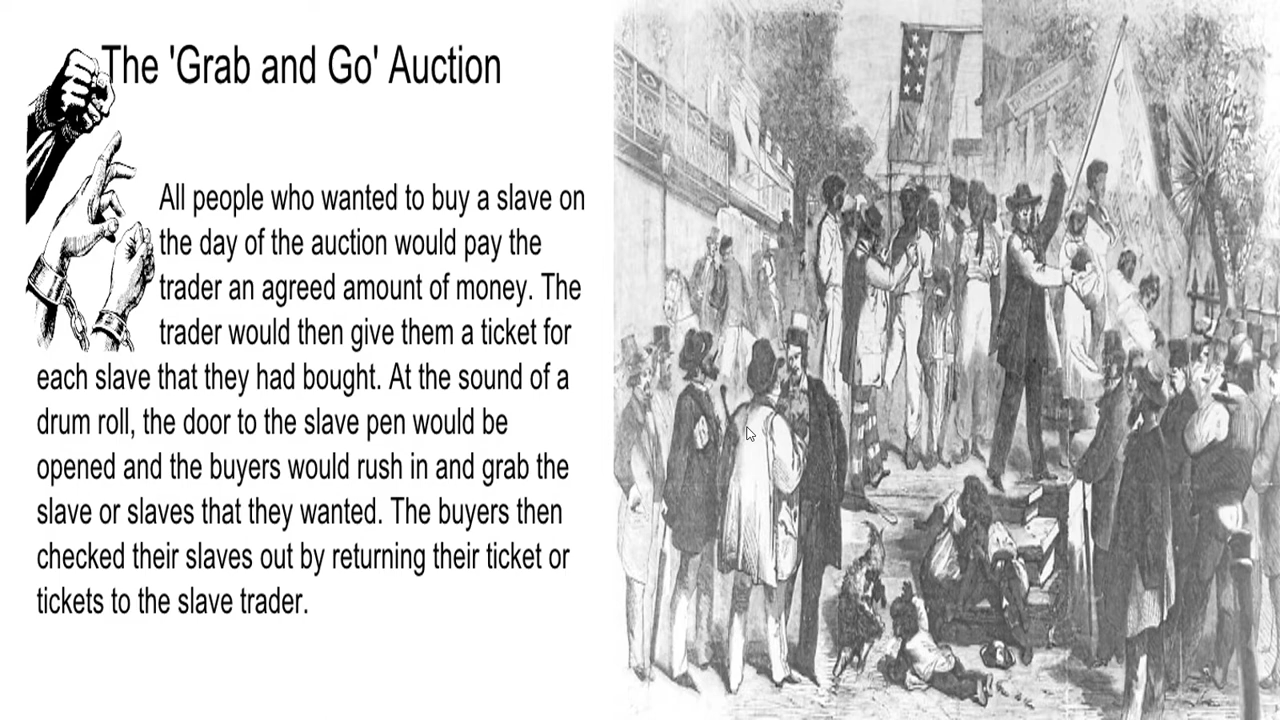 The 'Grab and Go' Auction
All people who wanted to buy a slave on
the day of the auction would pay the
trader an agreed amount of money. The
trader would then give them a ticket for
each slave that they had bought. At the sound of a
drum roll, the door to the slave pen would be
opened and the buyers would rush in and grab the
slave or slaves that they wanted. The buyers then
checked their slaves out by returning their ticket or
tickets to the slave trader.